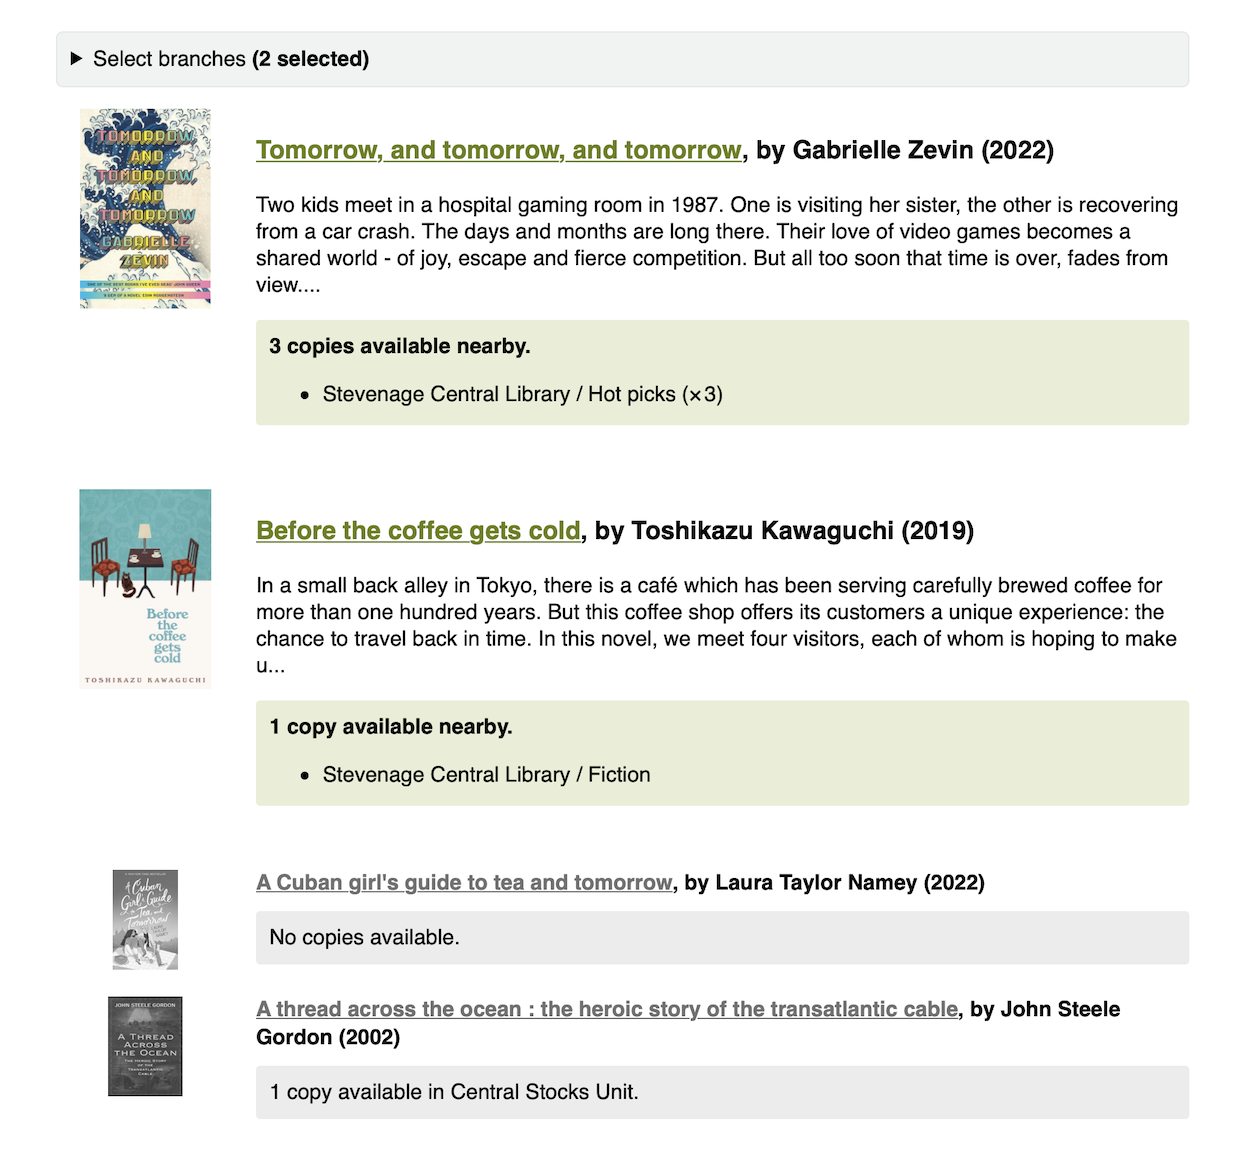 Select branches (2 selected)
TOMORROW,
AND
TOMORROW,
AND
TOMORROW
GABRIELLE
ZEVIN
Tomorrow, and tomorrow, and tomorrow, by Gabrielle Zevin (2022)
Two kids meet in a hospital gaming room in 1987. One is visiting her sister, the other is recovering
from a car crash. The days and months are long there. Their love of video games becomes a
shared world - of joy, escape and fierce competition. But all too soon that time is over, fades from
view....
3 copies available nearby.
• Stevenage Central Library / Hot picks (×3)
Before
the
coffee
gets
cold
TOSHIKAZU KAWAGUCHI
Before the coffee gets cold, by Toshikazu Kawaguchi (2019)
In a small back alley in Tokyo, there is a café which has been serving carefully brewed coffee for
more than one hundred years. But this coffee shop offers its customers a unique experience: the
chance to travel back in time. In this novel, we meet four visitors, each of whom is hoping to make
u...
1 copy available nearby.
• Stevenage Central Library / Fiction
A Cuban
Girl's Guide
to Tea and
Tomorrow
A Cuban girl's guide to tea and tomorrow, by Laura Taylor Namey (2022)
No copies available.
JOHN STEELE GORDON
A THREAD
ACROSS
THE OCEAN
THE HEROIC STORY
OF THE
TRANSATLANTIC
CABLE
A thread across the ocean : the heroic story of the transatlantic cable, by John Steele
Gordon (2002)
1 copy available in Central Stocks Unit.